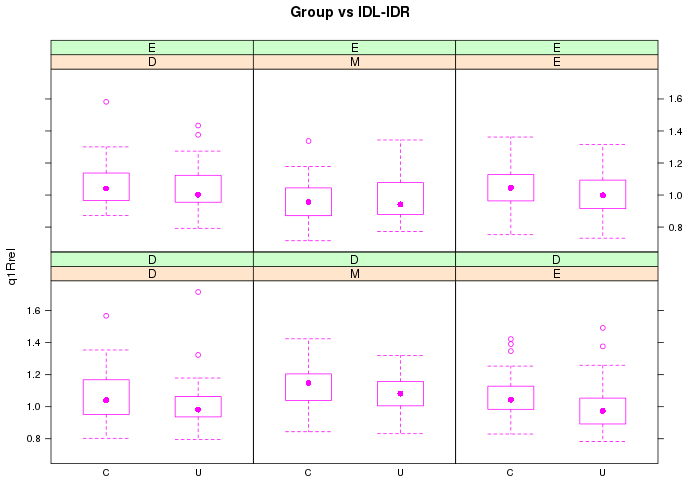 Group vs IDL-IDR
E E E
D M E
1.6
1.4
1.2
1.0
0.8
q1Rrel
D D D
D M E
1.6
1.4
1.2
1.0
0.8
C U C U C U